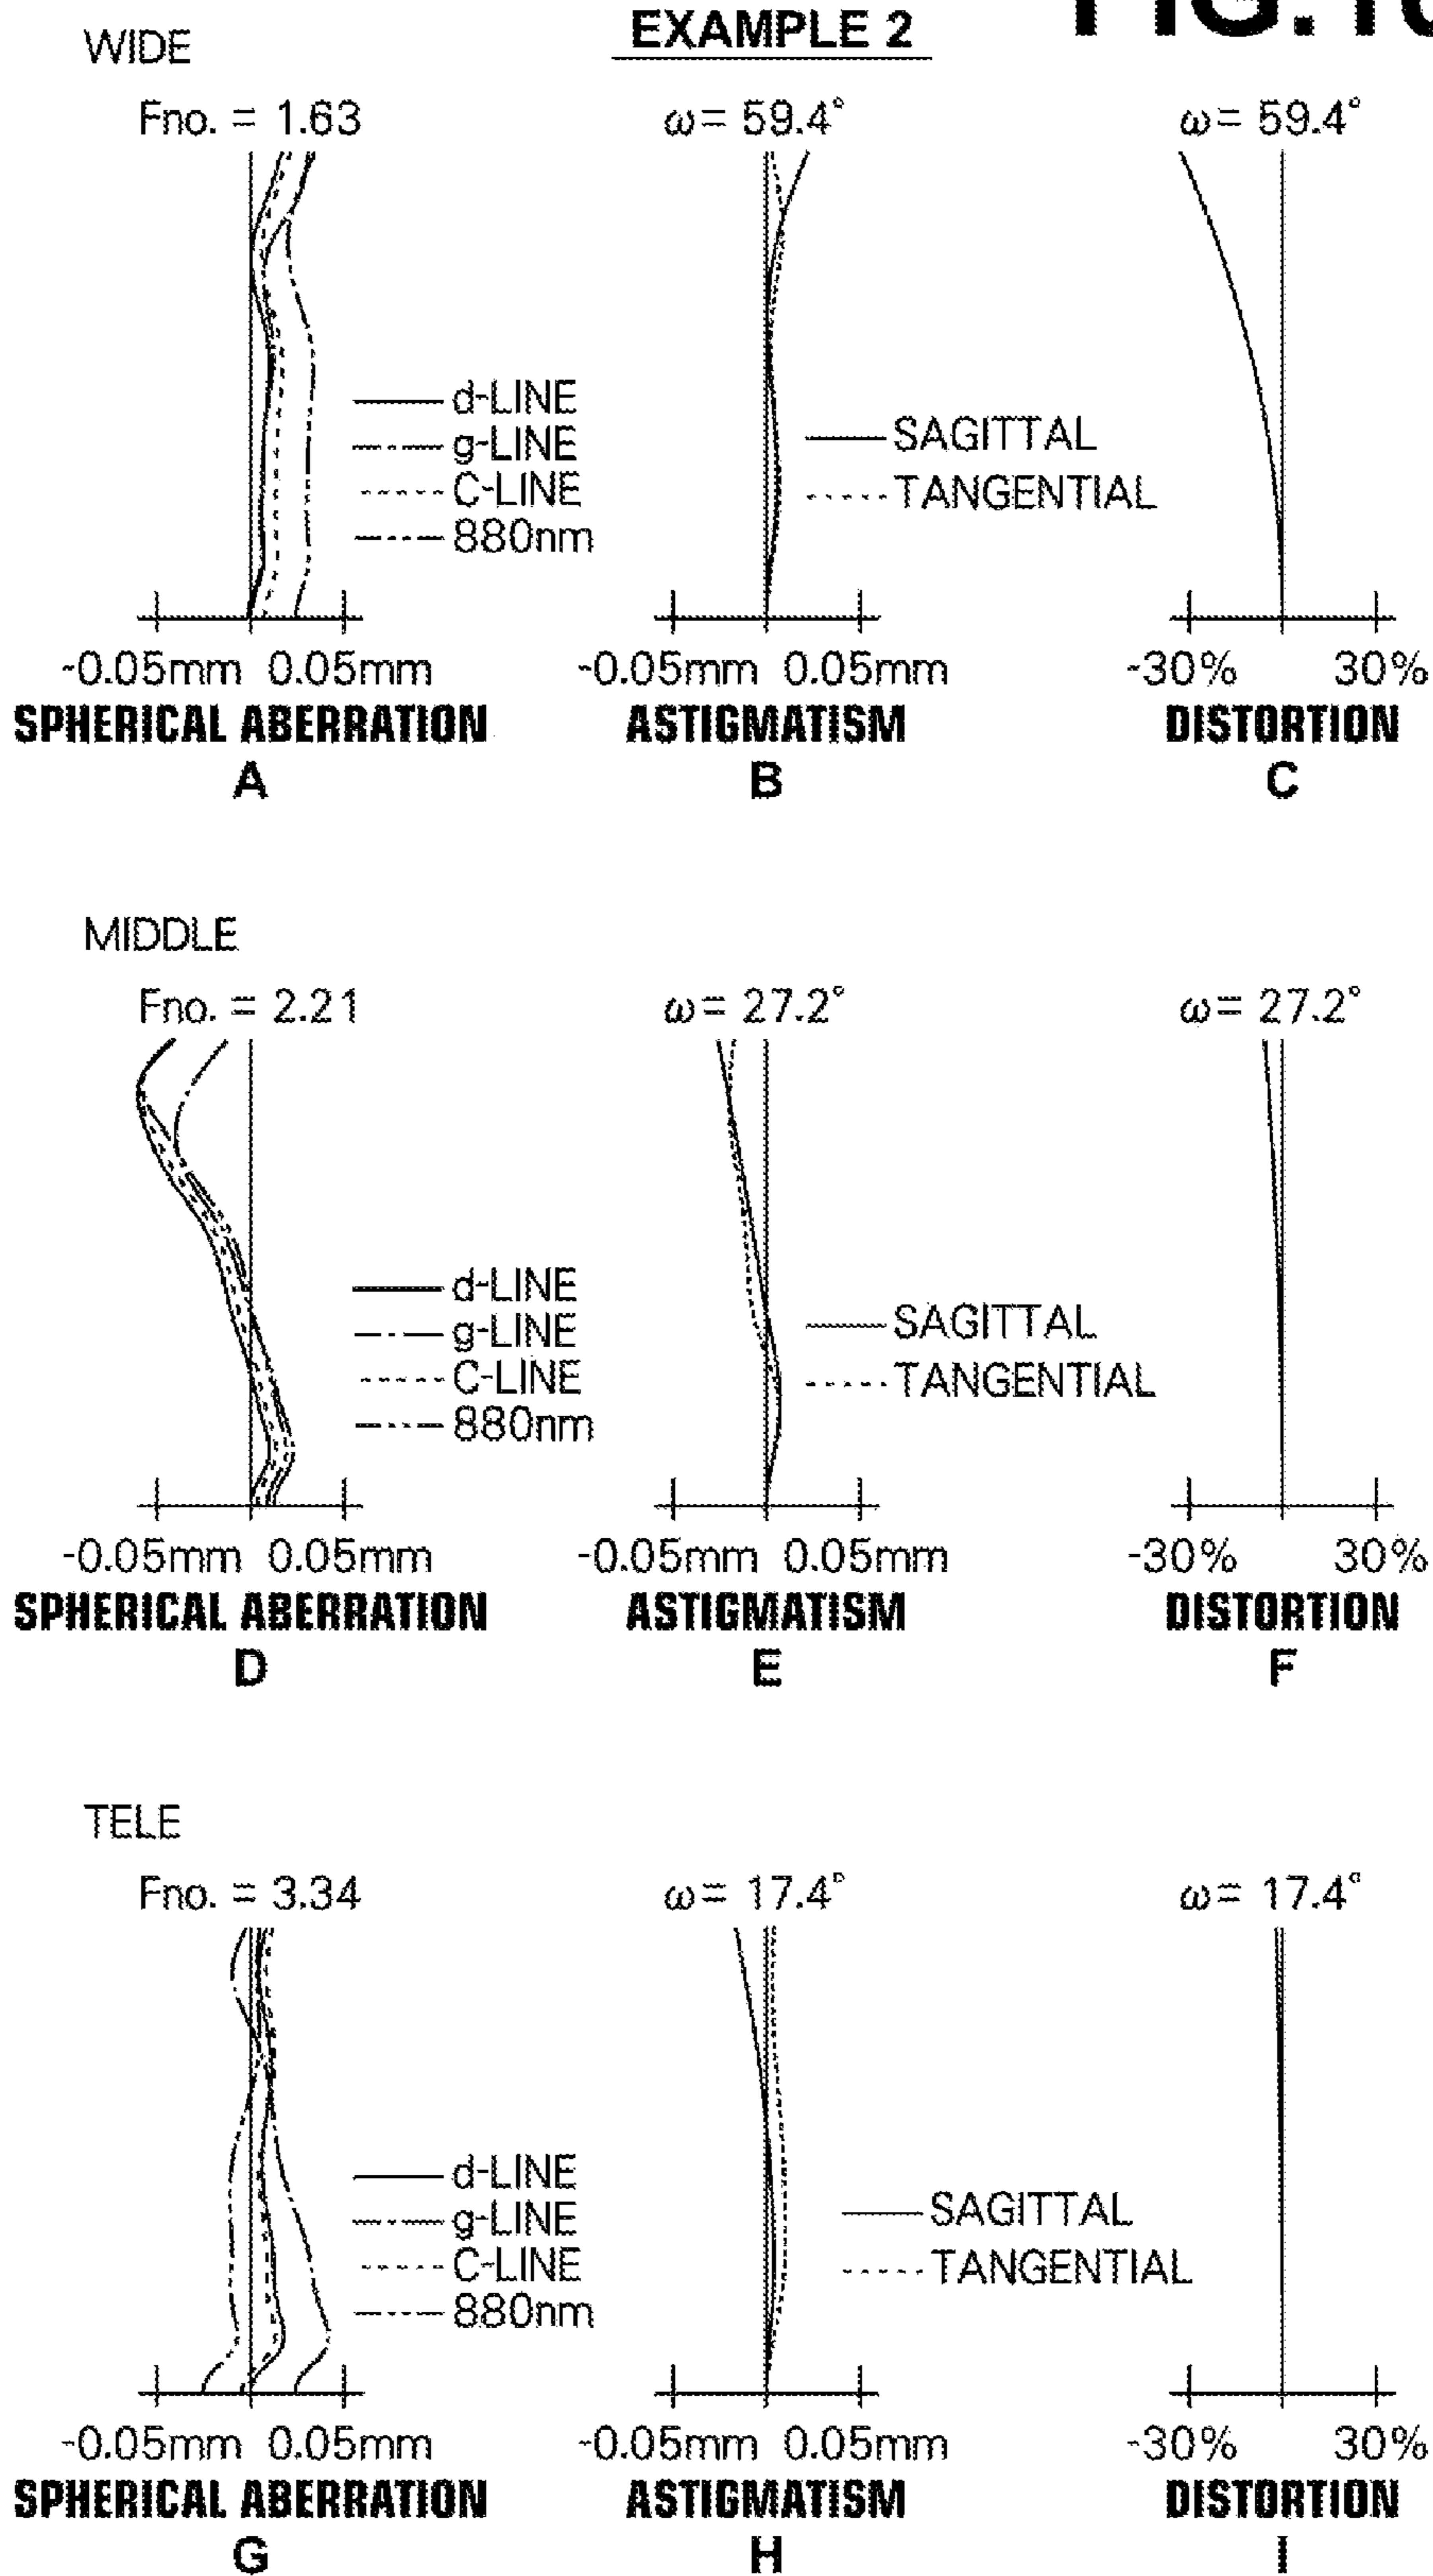 EXAMPLE 2
WIDE
Fno. = 1.63
ω= 59.4°
ω= 59.4°
d-LINE
g-LINE
C-LINE
880nm
SAGITTAL
TANGENTIAL
-0.05mm 0.05mm
-0.05mm 0.05mm
-30% 30%
SPHERICAL ABERRATION
ASTIGMATISM
DISTORTION
A
B
C
MIDDLE
Fno. = 2.21
ω= 27.2°
ω= 27.2°
d-LINE
g-LINE
C-LINE
880nm
SAGITTAL
TANGENTIAL
-0.05mm 0.05mm
-0.05mm 0.05mm
-30% 30%
SPHERICAL ABERRATION
ASTIGMATISM
DISTORTION
D
E
F
TELE
Fno. = 3.34
ω= 17.4°
ω= 17.4°
d-LINE
g-LINE
C-LINE
880nm
SAGITTAL
TANGENTIAL
-0.05mm 0.05mm
-0.05mm 0.05mm
-30% 30%
SPHERICAL ABERRATION
ASTIGMATISM
DISTORTION
G
H
I